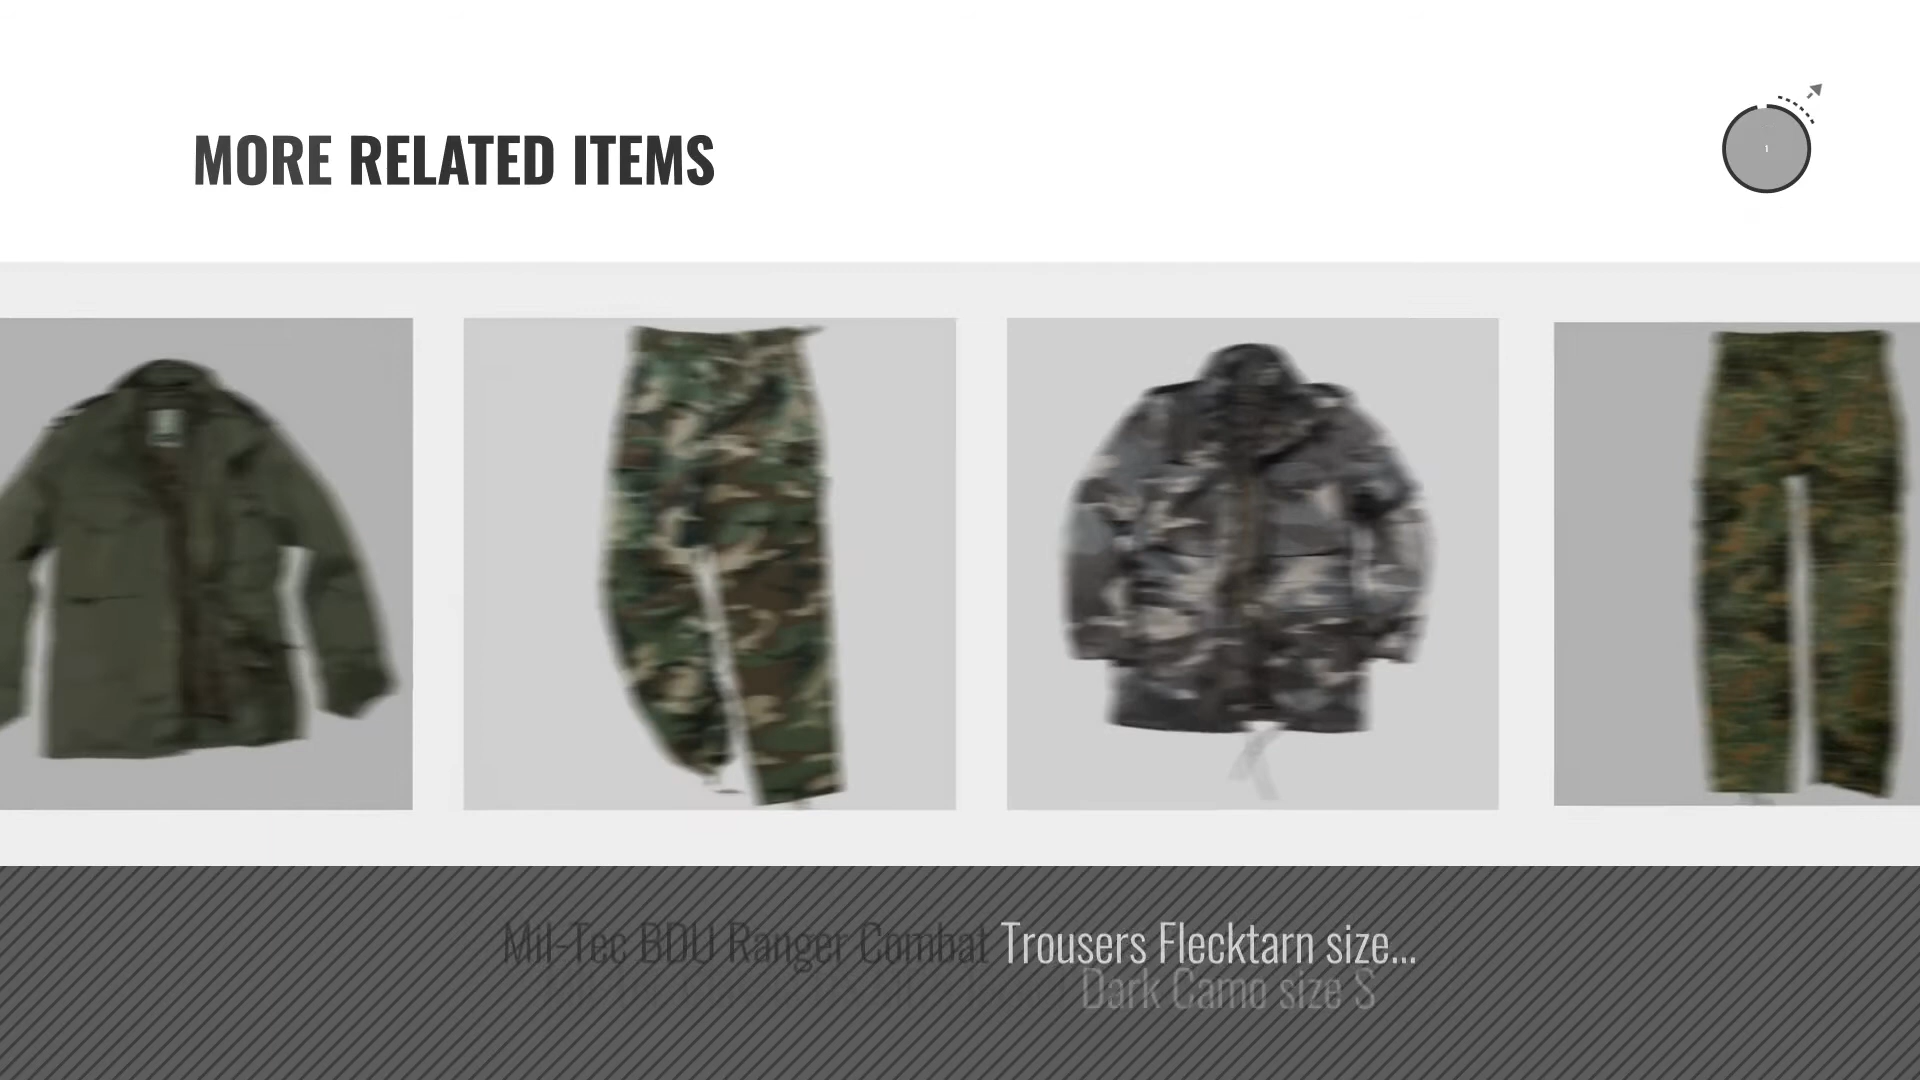 MORE RELATED ITEMS
Mil-Tec BDU Ranger Combat Trousers Flecktarn size...
Dark Camo size S